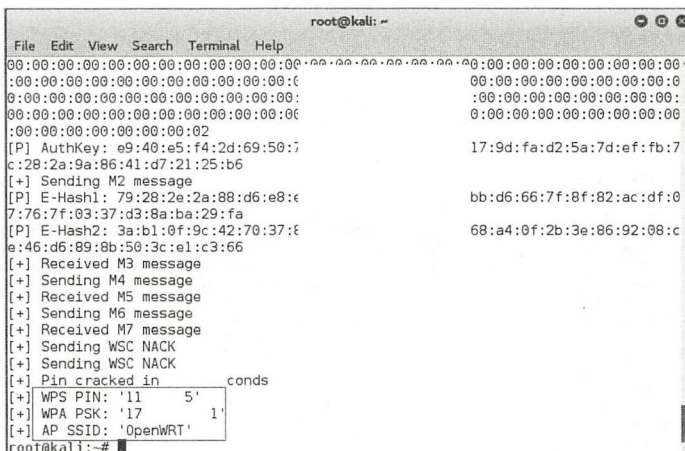 root@kali: ~
File Edit View Search Terminal Help
00:00:00:00:00:00:00:00:00:00:00:00:00:00:00:00 00:00:00:00:00:00:00:00:00
:00:00:00:00:00:00:00:00:00:00:00:00:0 00:00:00:00:00:00:00:00:0
0:00:00:00:00:00:00:00:00:00:00:00:00: :00:00:00:00:00:00:00:00:
00:00:00:00:00:00:00:00:00:00:00:00:00 0:00:00:00:00:00:00:00:00
:00:00:00:00:00:00:02
[P] AuthKey: e9:40:e5:f4:2d:69:50:7 17:9d:fa:d2:5a:7d:ef:fb:7
c:28:2a:9a:86:41:d7:21:25:b6
[+] Sending M2 message
[P] E-Hash1: 79:28:2e:2a:88:d6:e8:e bb:d6:66:7f:8f:82:ac:df:0
7:76:7f:03:37:d3:8a:ba:29:fa
[P] E-Hash2: 3a:b1:0f:9c:42:70:37:8 68:a4:0f:2b:3e:86:92:08:c
e:46:d6:89:8b:50:3c:e1:c3:66
[+] Received M3 message
[+] Sending M4 message
[+] Received M5 message
[+] Sending M6 message
[+] Received M7 message
[+] Sending WSC NACK
[+] Sending WSC NACK
[+] Pin cracked in conds
[+] WPS PIN: '11 5'
[+] WPA PSK: '17 1'
[+] AP SSID: 'OpenWRT'
root@kali:~#